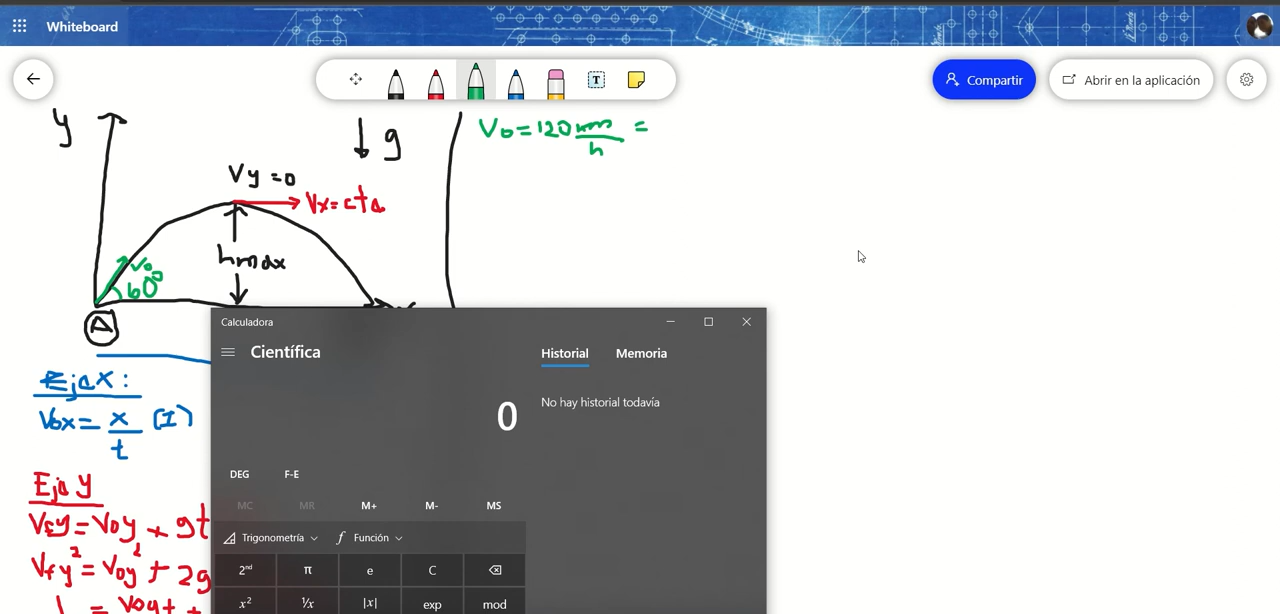 Whiteboard
Compartir
Abrir en la aplicación
T
y
g
Vo = 120 km/h =
Vy = 0
Vx = cta
hmax
Vo
60°
A
Eje X:
Vox = x/t (I)
Eje y
Vfy = Voy + gt
Vfy² = Voy² + 2g
= Voyt +
Calculadora
Científica
Historial
Memoria
0
No hay historial todavía
DEG
F-E
MC
MR
M+
M-
MS
Trigonometría
f Función
2nd
π
e
C
x²
¹/x
|x|
exp
mod